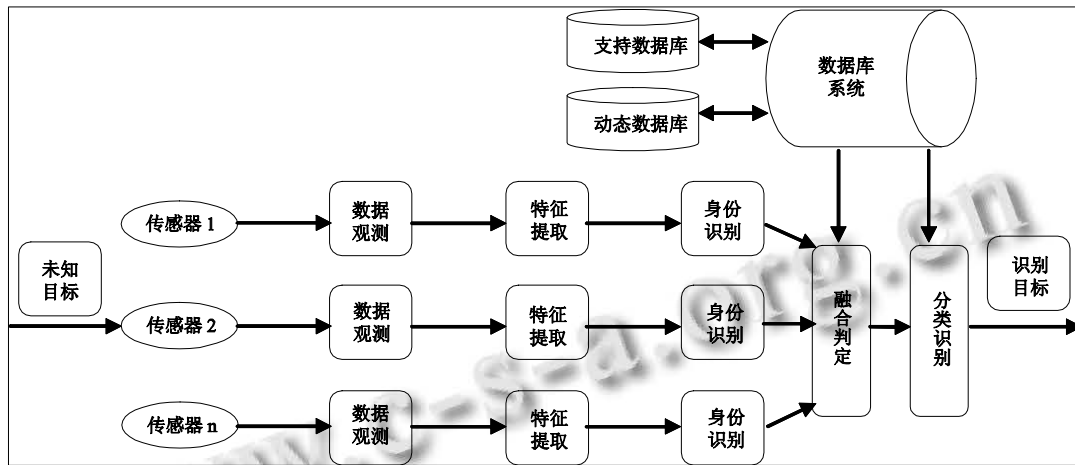 支持数据库
动态数据库
数据库
系统
传感器 1
数据
观测
特征
提取
身份
识别
未知
目标
传感器 2
数据
观测
特征
提取
身份
识别
融合判定
分类识别
识别
目标
传感器 n
数据
观测
特征
提取
身份
识别
www.c-s-a.org.cn